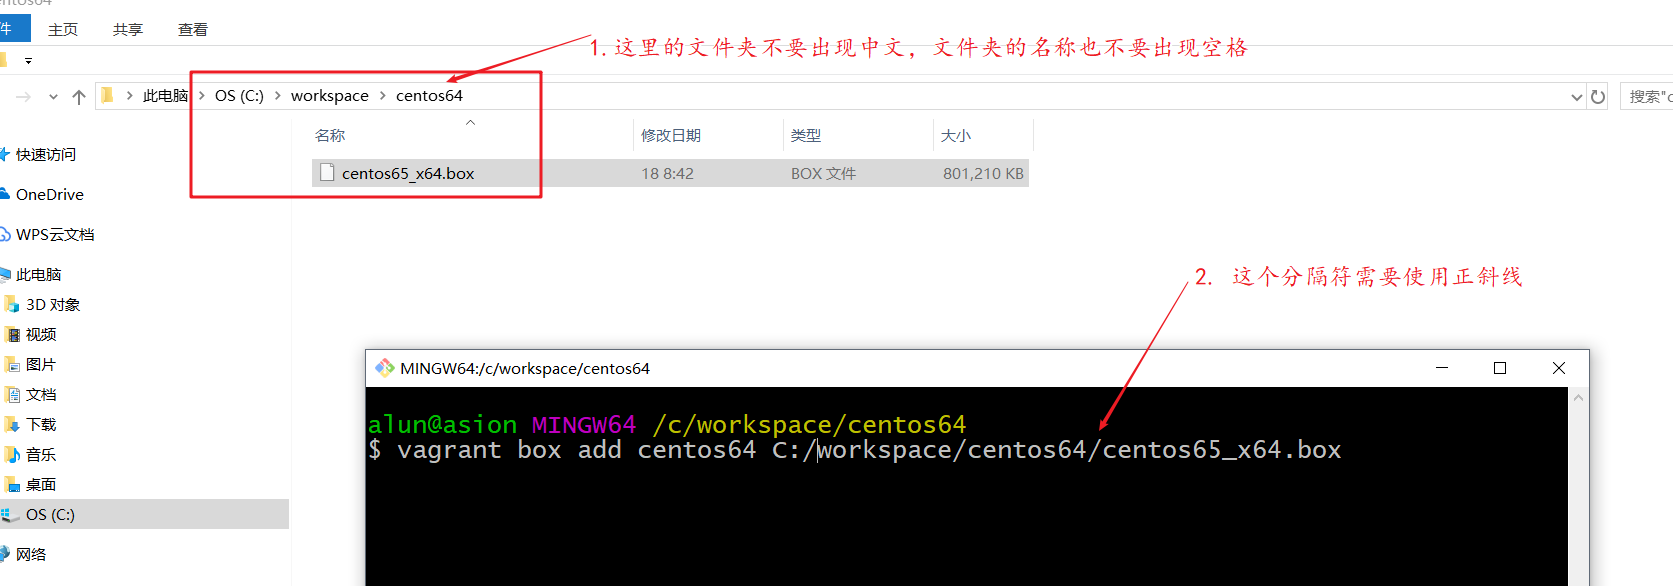 centos64
件 主页 共享 查看
1.这里的文件夹不要出现中文，文件夹的名称也不要出现空格
此电脑 > OS (C:) > workspace > centos64
搜索"c
名称 修改日期 类型 大小
centos65_x64.box 18 8:42 BOX 文件 801,210 KB
快速访问
OneDrive
WPS云文档
此电脑
3D 对象
视频
图片
文档
下载
音乐
桌面
OS (C:)
网络
2. 这个分隔符需要使用正斜线
MINGW64:/c/workspace/centos64
alun@asion MINGW64 /c/workspace/centos64
$ vagrant box add centos64 C:/workspace/centos64/centos65_x64.box